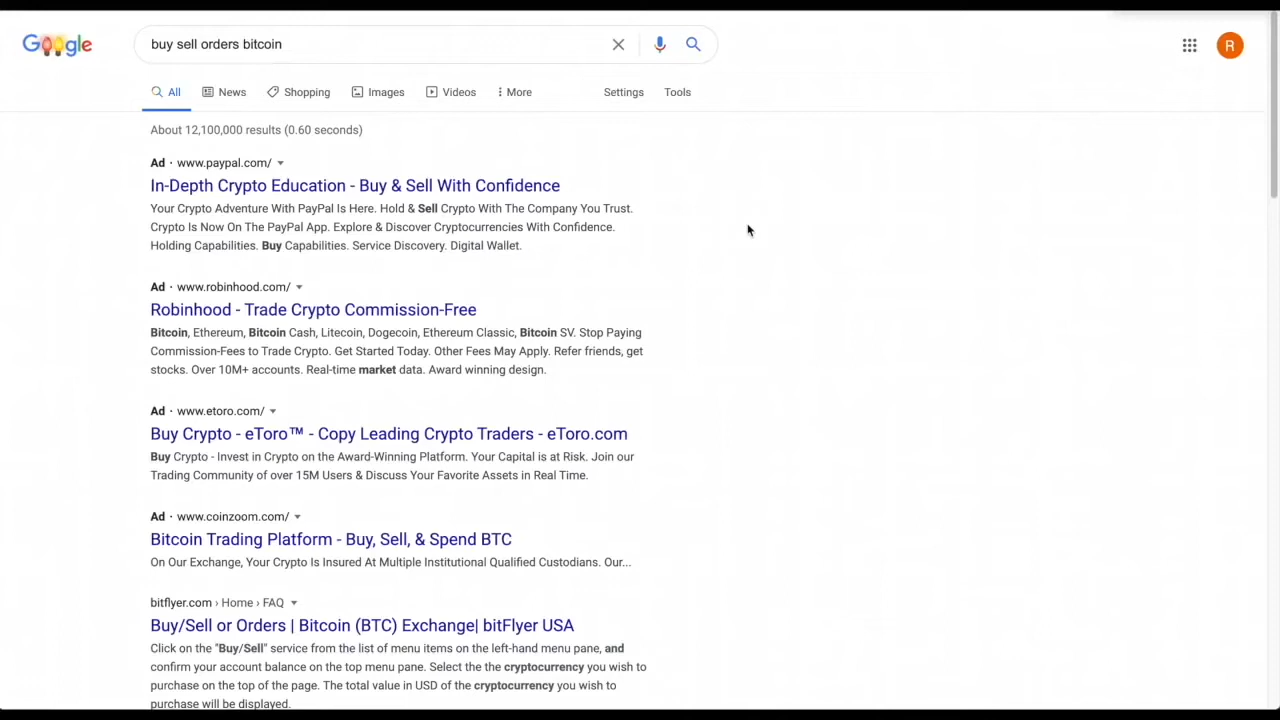 Google
buy sell orders bitcoin
R
All
News
Shopping
Images
Videos
More
Settings
Tools
About 12,100,000 results (0.60 seconds)
Ad · www.paypal.com/
In-Depth Crypto Education - Buy & Sell With Confidence
Your Crypto Adventure With PayPal Is Here. Hold & Sell Crypto With The Company You Trust.
Crypto Is Now On The PayPal App. Explore & Discover Cryptocurrencies With Confidence.
Holding Capabilities. Buy Capabilities. Service Discovery. Digital Wallet.
Ad · www.robinhood.com/
Robinhood - Trade Crypto Commission-Free
Bitcoin, Ethereum, Bitcoin Cash, Litecoin, Dogecoin, Ethereum Classic, Bitcoin SV. Stop Paying
Commission-Fees to Trade Crypto. Get Started Today. Other Fees May Apply. Refer friends, get
stocks. Over 10M+ accounts. Real-time market data. Award winning design.
Ad · www.etoro.com/
Buy Crypto - eToro™ - Copy Leading Crypto Traders - eToro.com
Buy Crypto - Invest in Crypto on the Award-Winning Platform. Your Capital is at Risk. Join our
Trading Community of over 15M Users & Discuss Your Favorite Assets in Real Time.
Ad · www.coinzoom.com/
Bitcoin Trading Platform - Buy, Sell, & Spend BTC
On Our Exchange, Your Crypto Is Insured At Multiple Institutional Qualified Custodians. Our...
bitflyer.com › Home › FAQ
Buy/Sell or Orders | Bitcoin (BTC) Exchange| bitFlyer USA
Click on the "Buy/Sell" service from the list of menu items on the left-hand menu pane, and
confirm your account balance on the top menu pane. Select the the cryptocurrency you wish to
purchase on the top of the page. The total value in USD of the cryptocurrency you wish to
purchase will be displayed.